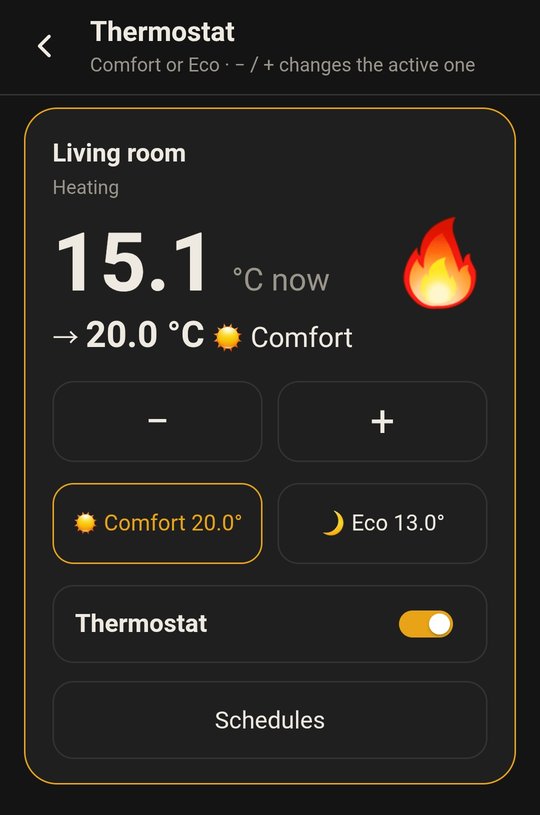 Thermostat
Comfort or Eco · − / + changes the active one
Living room
Heating
15.1 °C now
→ 20.0 °C ☀️ Comfort
− +
☀️ Comfort 20.0° 🌙 Eco 13.0°
Thermostat
Schedules